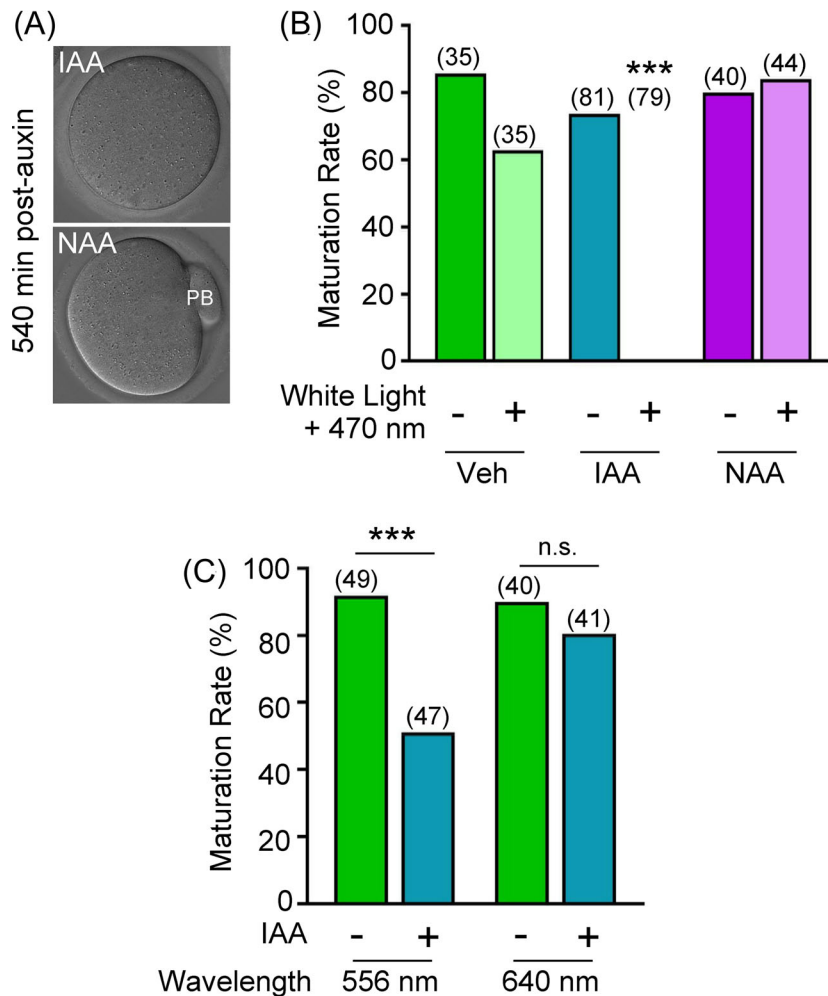 (A)
IAA
NAA
PB
540 min post-auxin
(B)
Maturation Rate (%)
100
80
60
40
20
0
(35)
(35)
(81)
***
(79)
(40)
(44)
White Light
+ 470 nm
- + - + - +
Veh IAA NAA
(C)
Maturation Rate (%)
100
80
60
40
20
0
***
(49)
(47)
n.s.
(40)
(41)
IAA - + - +
Wavelength 556 nm 640 nm